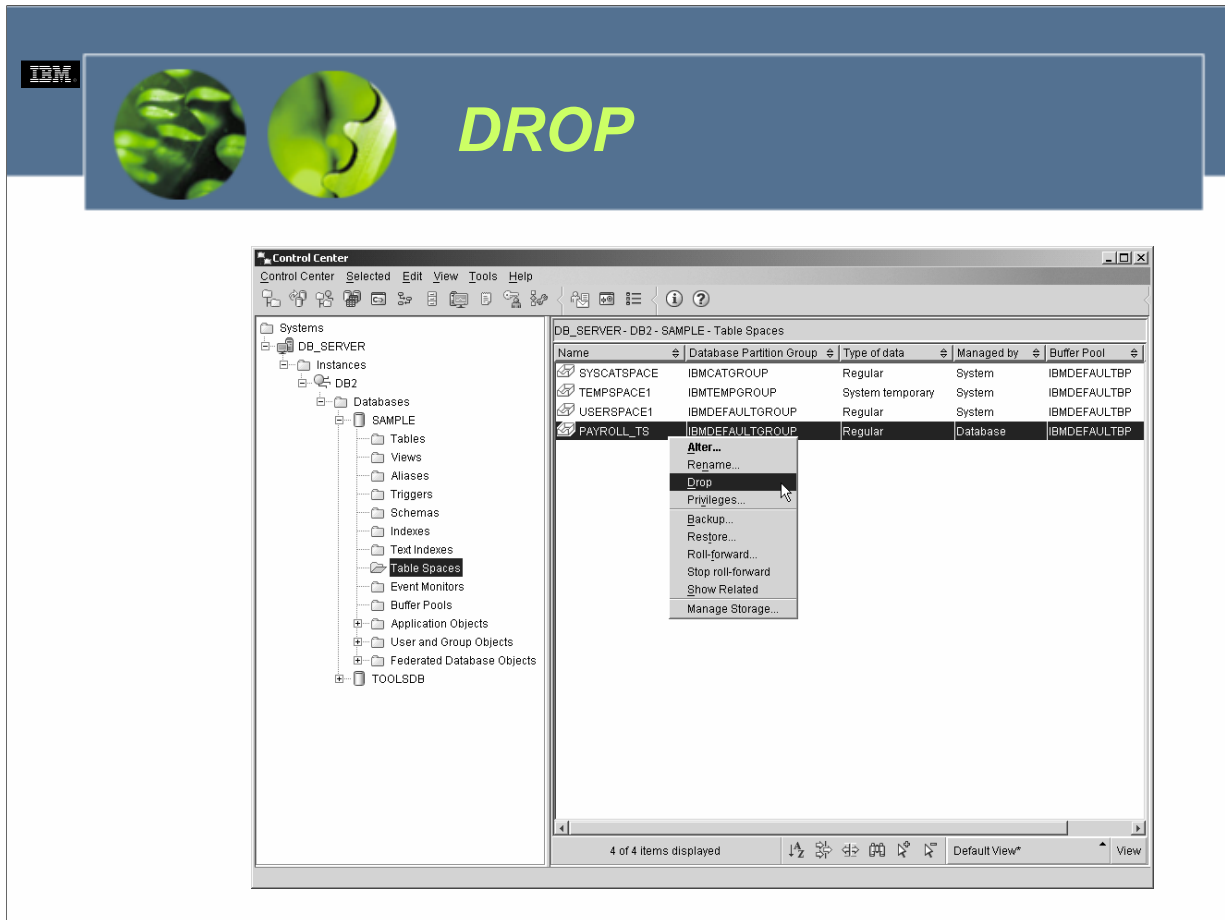 IBM.
DROP
Control Center
Control Center Selected Edit View Tools Help
Systems
DB_SERVER
Instances
DB2
Databases
SAMPLE
Tables
Views
Aliases
Triggers
Schemas
Indexes
Text Indexes
Table Spaces
Event Monitors
Buffer Pools
Application Objects
User and Group Objects
Federated Database Objects
TOOLSDB
DB_SERVER - DB2 - SAMPLE - Table Spaces
Name Database Partition Group Type of data Managed by Buffer Pool
SYSCATSPACE IBMCATGROUP Regular System IBMDEFAULTBP
TEMPSPACE1 IBMTEMPGROUP System temporary System IBMDEFAULTBP
USERSPACE1 IBMDEFAULTGROUP Regular System IBMDEFAULTBP
PAYROLL_TS IBMDEFAULTGROUP Regular Database IBMDEFAULTBP
Alter...
Rename...
Drop
Privileges...
Backup...
Restore...
Roll-forward...
Stop roll-forward
Show Related
Manage Storage...
4 of 4 items displayed Default View* View